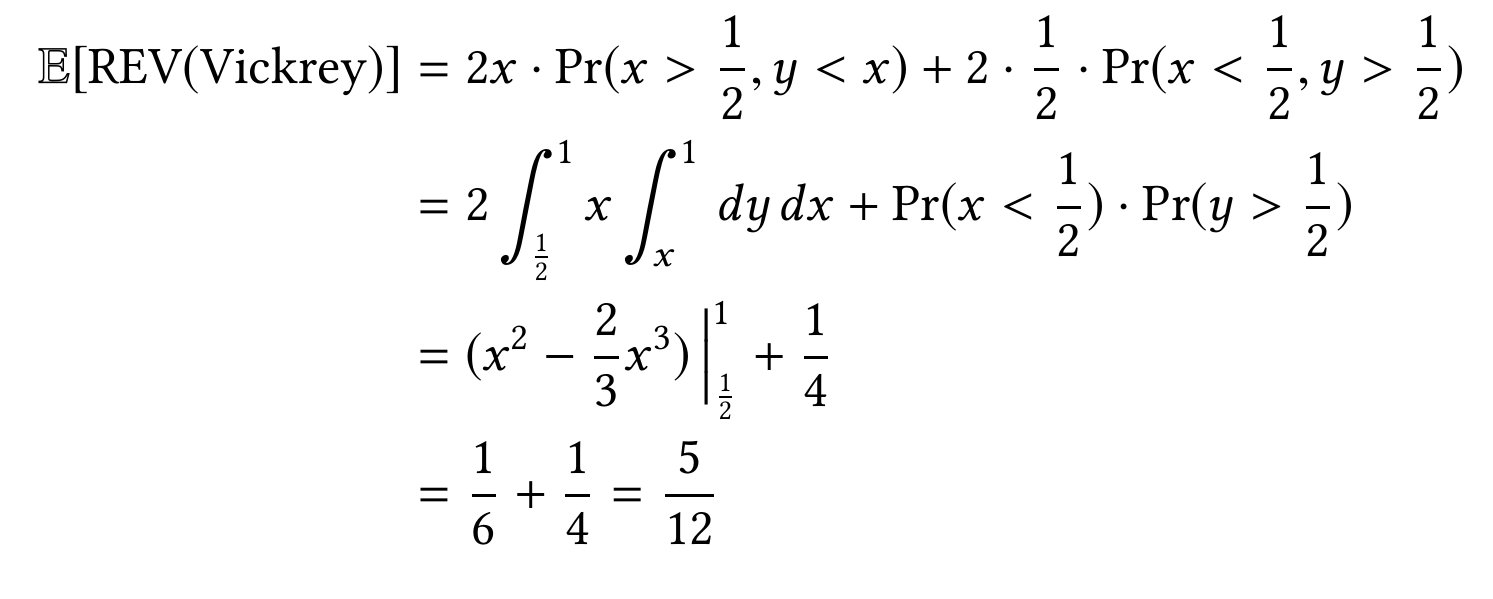 𝔼[REV(Vickrey)] = 2x · Pr(x > 1/2, y < x) + 2 · 1/2 · Pr(x < 1/2, y > 1/2)
= 2 ∫_{1/2}^{1} x ∫_{x}^{1} dy dx + Pr(x < 1/2) · Pr(y > 1/2)
= (x² − 2/3 x³) |_{1/2}^{1} + 1/4
= 1/6 + 1/4 = 5/12